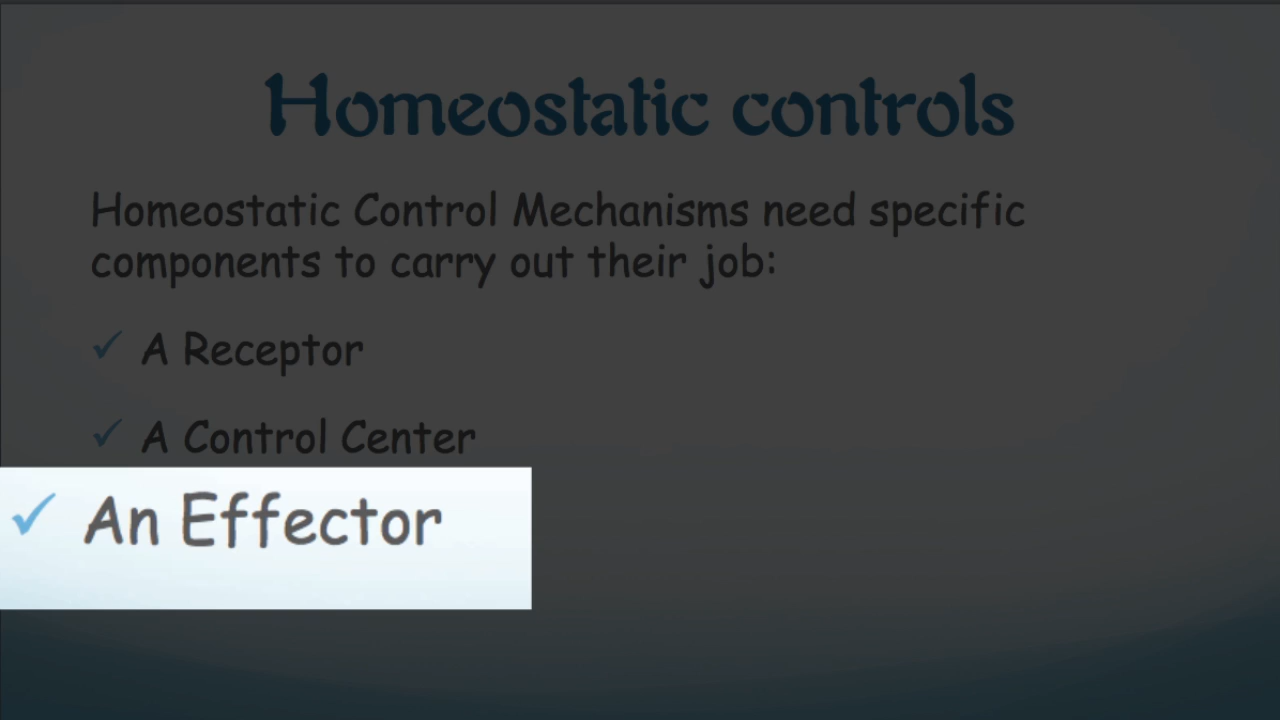 Homeostatic controls
Homeostatic Control Mechanisms need specific
components to carry out their job:
✓ A Receptor
✓ A Control Center
✓ An Effector